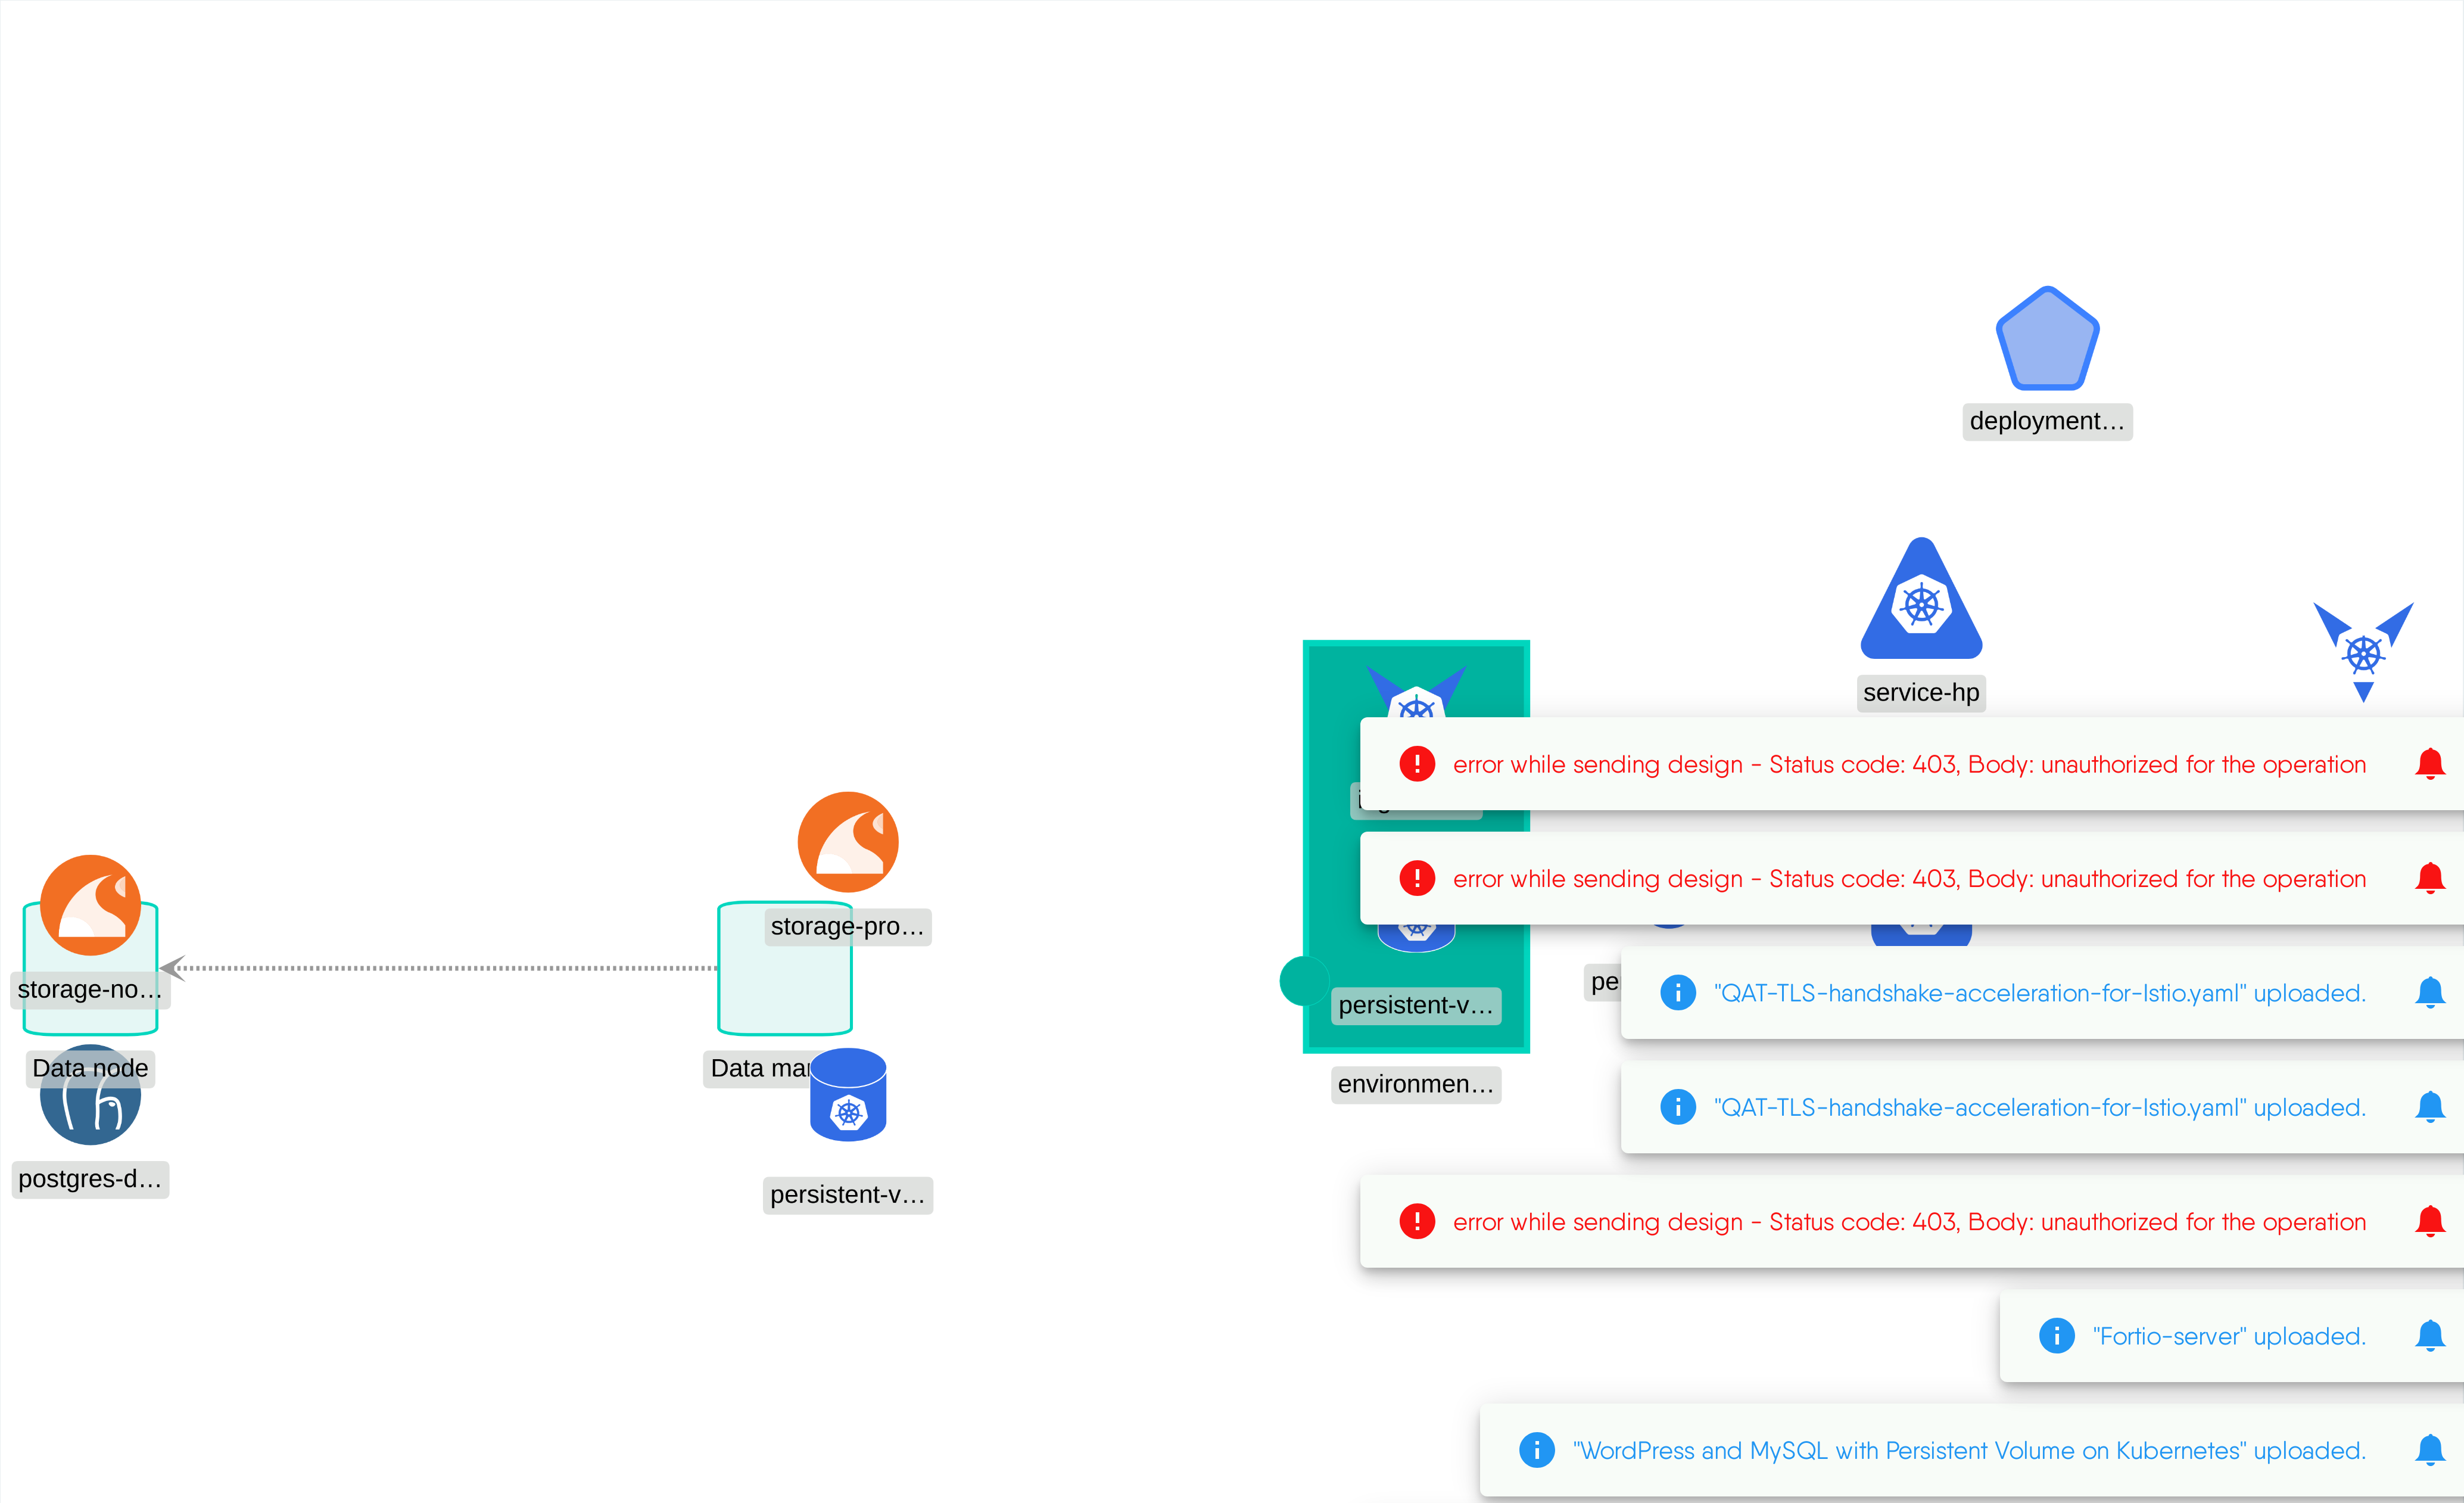 deployment…
service-hp
error while sending design - Status code: 403, Body: unauthorized for the operation
error while sending design - Status code: 403, Body: unauthorized for the operation
storage-pro…
storage-no…
persistent-v…
pe
"QAT-TLS-handshake-acceleration-for-Istio.yaml" uploaded.
Data node
Data ma
environmen…
"QAT-TLS-handshake-acceleration-for-Istio.yaml" uploaded.
postgres-d…
persistent-v…
error while sending design - Status code: 403, Body: unauthorized for the operation
"Fortio-server" uploaded.
"WordPress and MySQL with Persistent Volume on Kubernetes" uploaded.